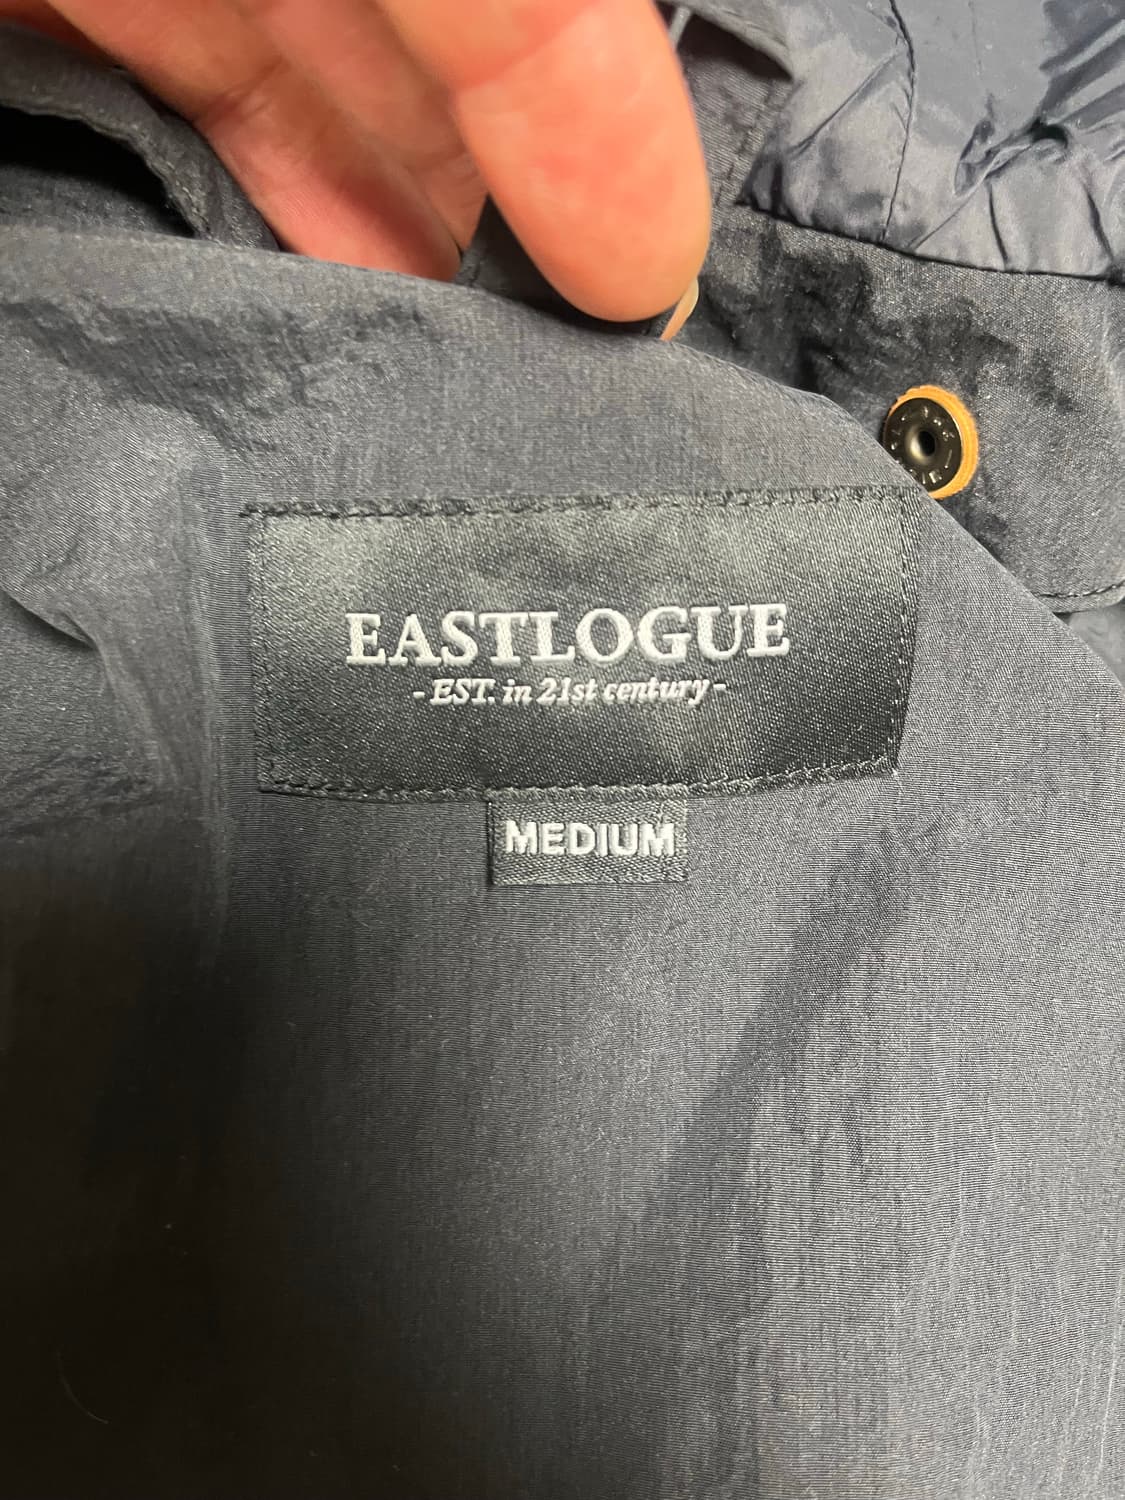 EASTLOGUE
- EST. in 21st century -
MEDIUM